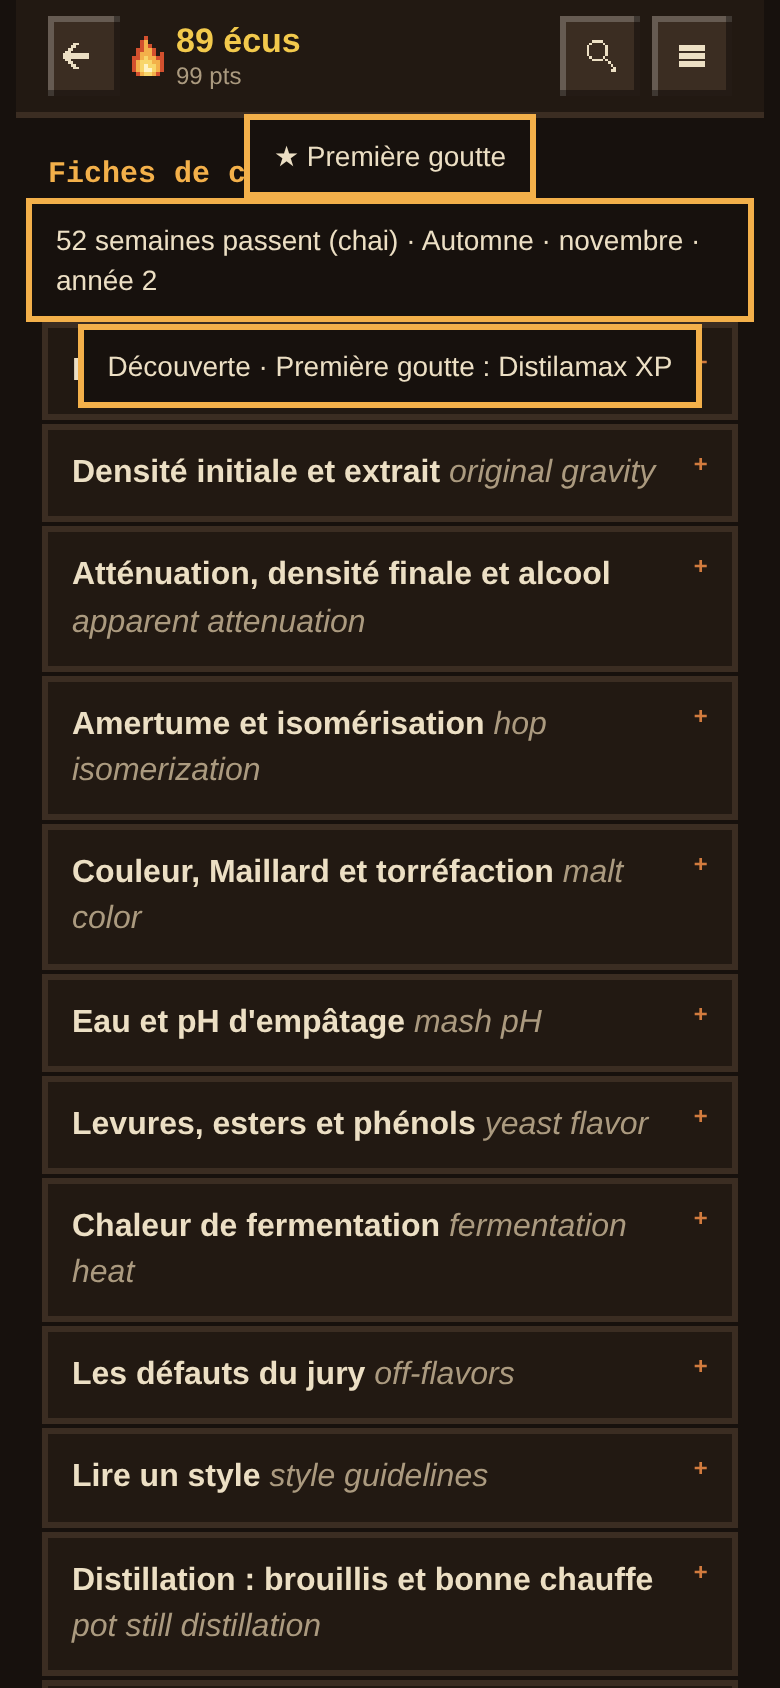 89 écus
99 pts
★ Première goutte
Fiches de c
52 semaines passent (chai) · Automne · novembre ·
année 2
Découverte · Première goutte : Distilamax XP
Densité initiale et extrait original gravity +
Atténuation, densité finale et alcool +
apparent attenuation
Amertume et isomérisation hop +
isomerization
Couleur, Maillard et torréfaction malt +
color
Eau et pH d'empâtage mash pH +
Levures, esters et phénols yeast flavor +
Chaleur de fermentation fermentation +
heat
Les défauts du jury off-flavors +
Lire un style style guidelines +
Distillation : brouillis et bonne chauffe +
pot still distillation